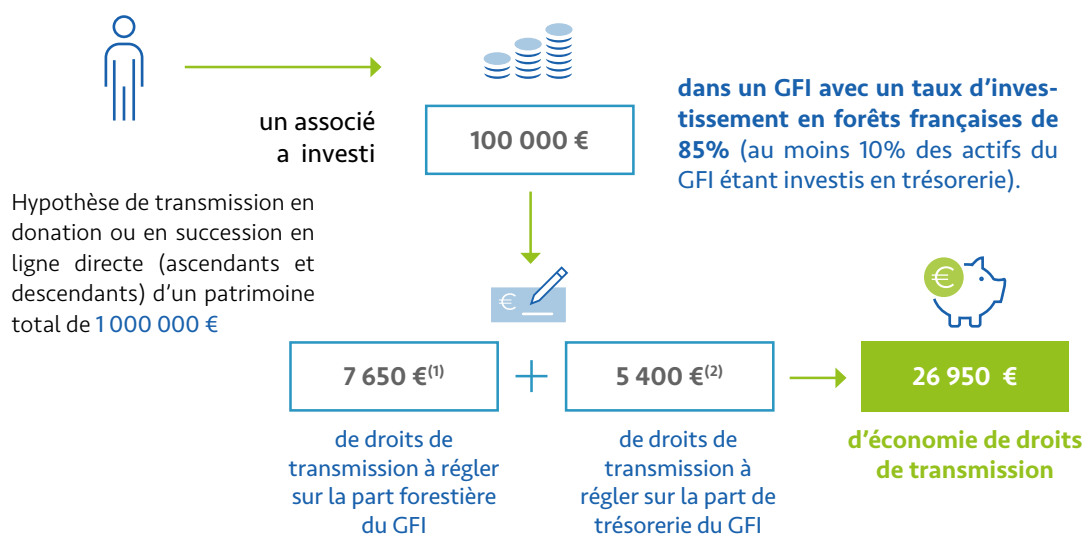 un associé
a investi
100 000 €
dans un GFI avec un taux d'inves-
tissement en forêts françaises de
85% (au moins 10% des actifs du
GFI étant investis en trésorerie).
Hypothèse de transmission en
donation ou en succession en
ligne directe (ascendants et
descendants) d'un patrimoine
total de 1 000 000 €
€
€
7 650 €(1)
+
5 400 €(2)
26 950 €
de droits de
transmission à régler
sur la part forestière
du GFI
de droits de
transmission à
régler sur la part de
trésorerie du GFI
d'économie de droits
de transmission